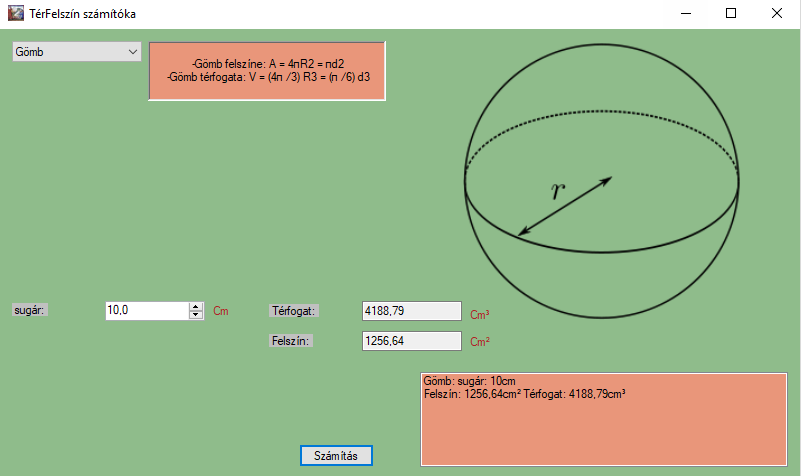 TérFelszín számítóka
Gömb
-Gömb felszíne: A = 4πR2 = πd2
-Gömb térfogata: V = (4π /3) R3 = (π /6) d3
r
sugár:
10,0
Cm
Térfogat:
4188,79
Cm³
Felszín:
1256,64
Cm²
Gömb: sugár: 10cm
Felszín: 1256,64cm² Térfogat: 4188,79cm³
Számítás